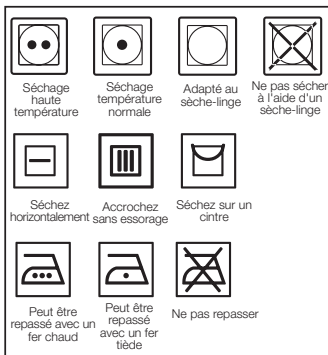 Séchage
haute
température
Séchage
température
normale
Adapté au
sèche-linge
Ne pas sécher
à l'aide d'un
sèche-linge
Séchez
horizontalement
Accrochez
sans essorage
Séchez sur un
cintre
Peut être
repassé avec un
fer chaud
Peut être
repassé
avec un fer
tiède
Ne pas repasser